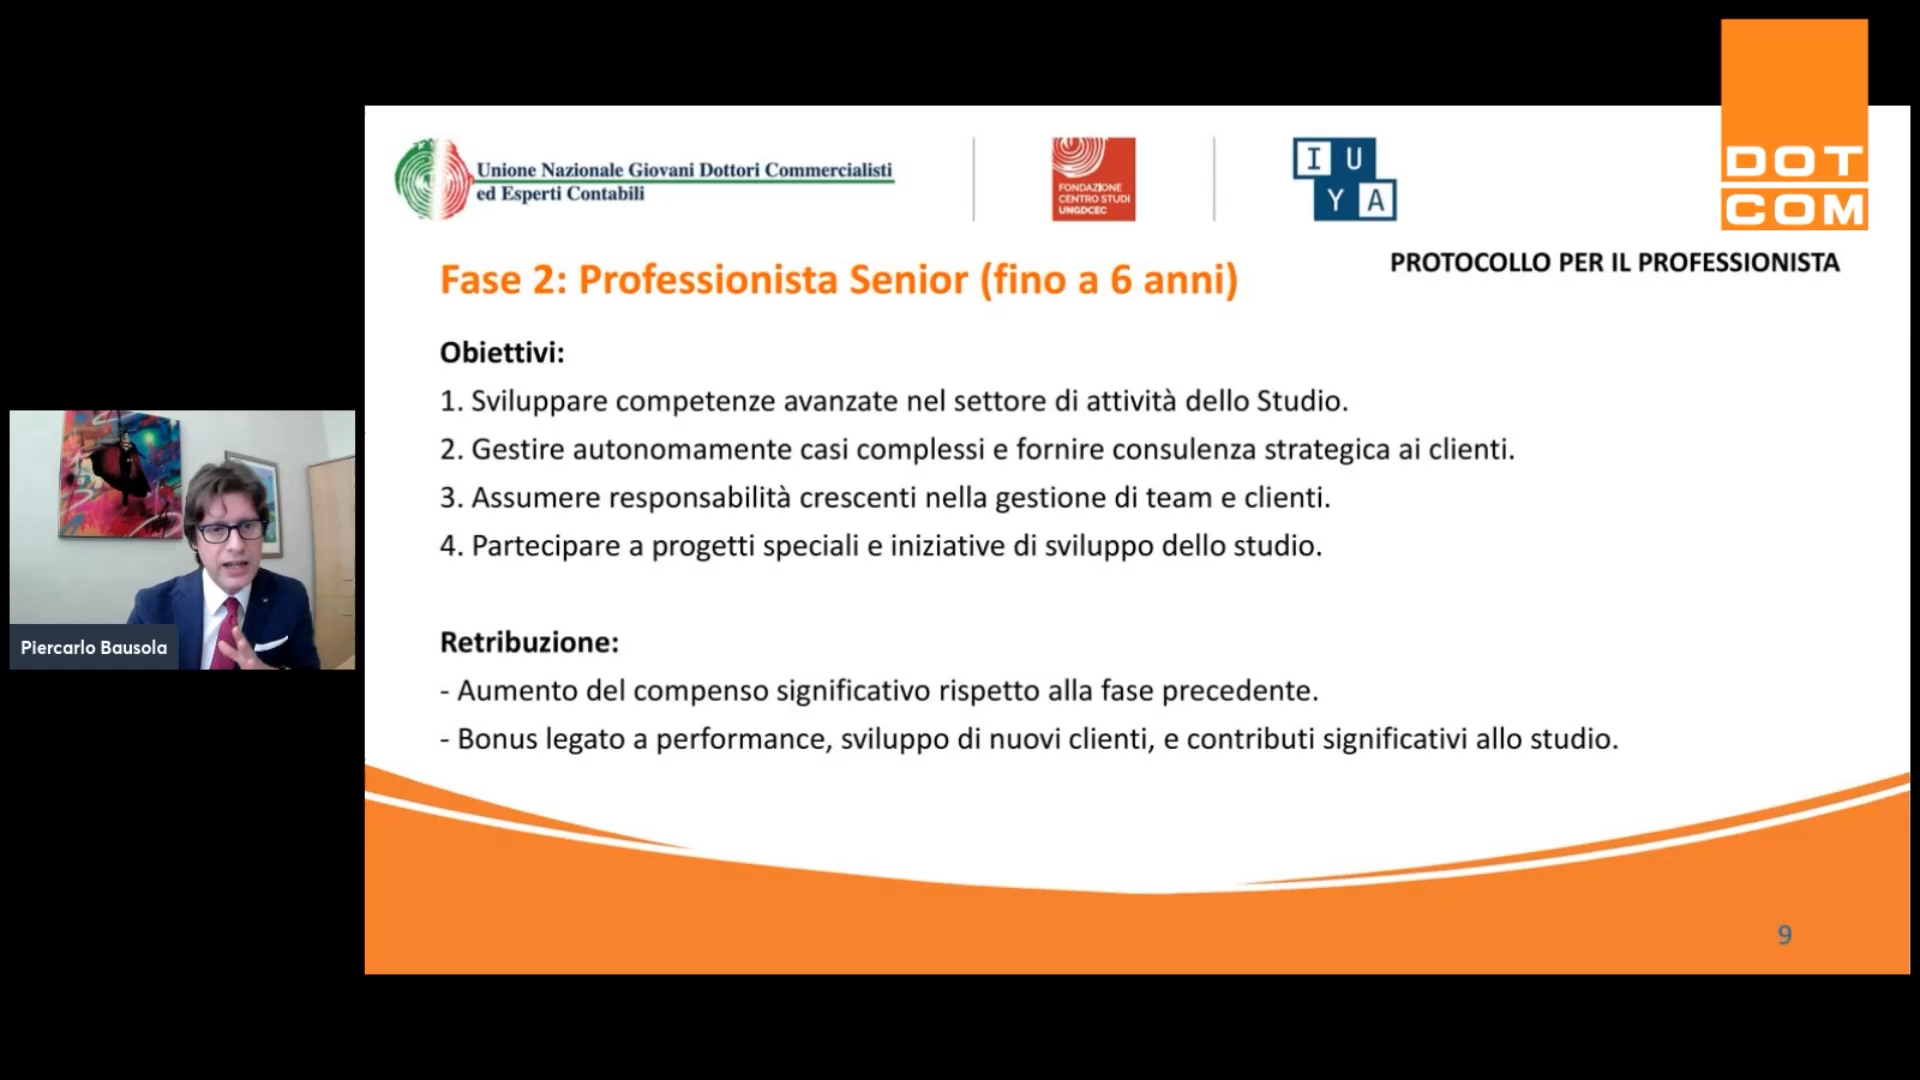 Unione Nazionale Giovani Dottori Commercialisti
ed Esperti Contabili
FONDAZIONE
CENTRO STUDI
UNGDCEC
I U
Y A
DOT
COM
PROTOCOLLO PER IL PROFESSIONISTA
Fase 2: Professionista Senior (fino a 6 anni)
Obiettivi:
1. Sviluppare competenze avanzate nel settore di attività dello Studio.
2. Gestire autonomamente casi complessi e fornire consulenza strategica ai clienti.
3. Assumere responsabilità crescenti nella gestione di team e clienti.
4. Partecipare a progetti speciali e iniziative di sviluppo dello studio.
Retribuzione:
- Aumento del compenso significativo rispetto alla fase precedente.
- Bonus legato a performance, sviluppo di nuovi clienti, e contributi significativi allo studio.
Piercarlo Bausola
9